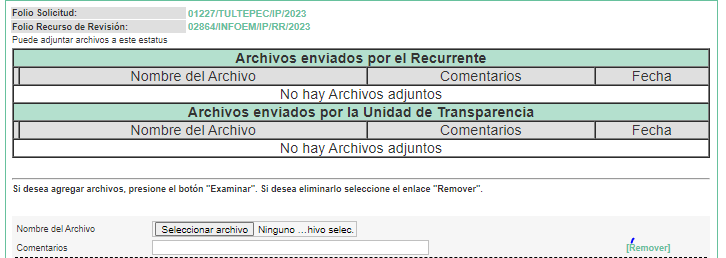 Folio Solicitud: 01227/TULTEPEC/IP/2023
Folio Recurso de Revisión: 02864/INFOEM/IP/RR/2023
Puede adjuntar archivos a este estatus
Archivos enviados por el Recurrente
Nombre del Archivo Comentarios Fecha
No hay Archivos adjuntos
Archivos enviados por la Unidad de Transparencia
Nombre del Archivo Comentarios Fecha
No hay Archivos adjuntos
Si desea agregar archivos, presione el botón "Examinar". Si desea eliminarlo seleccione el enlace "Remover".
Nombre del Archivo Seleccionar archivo Ninguno ...hivo selec.
Comentarios [Remover]